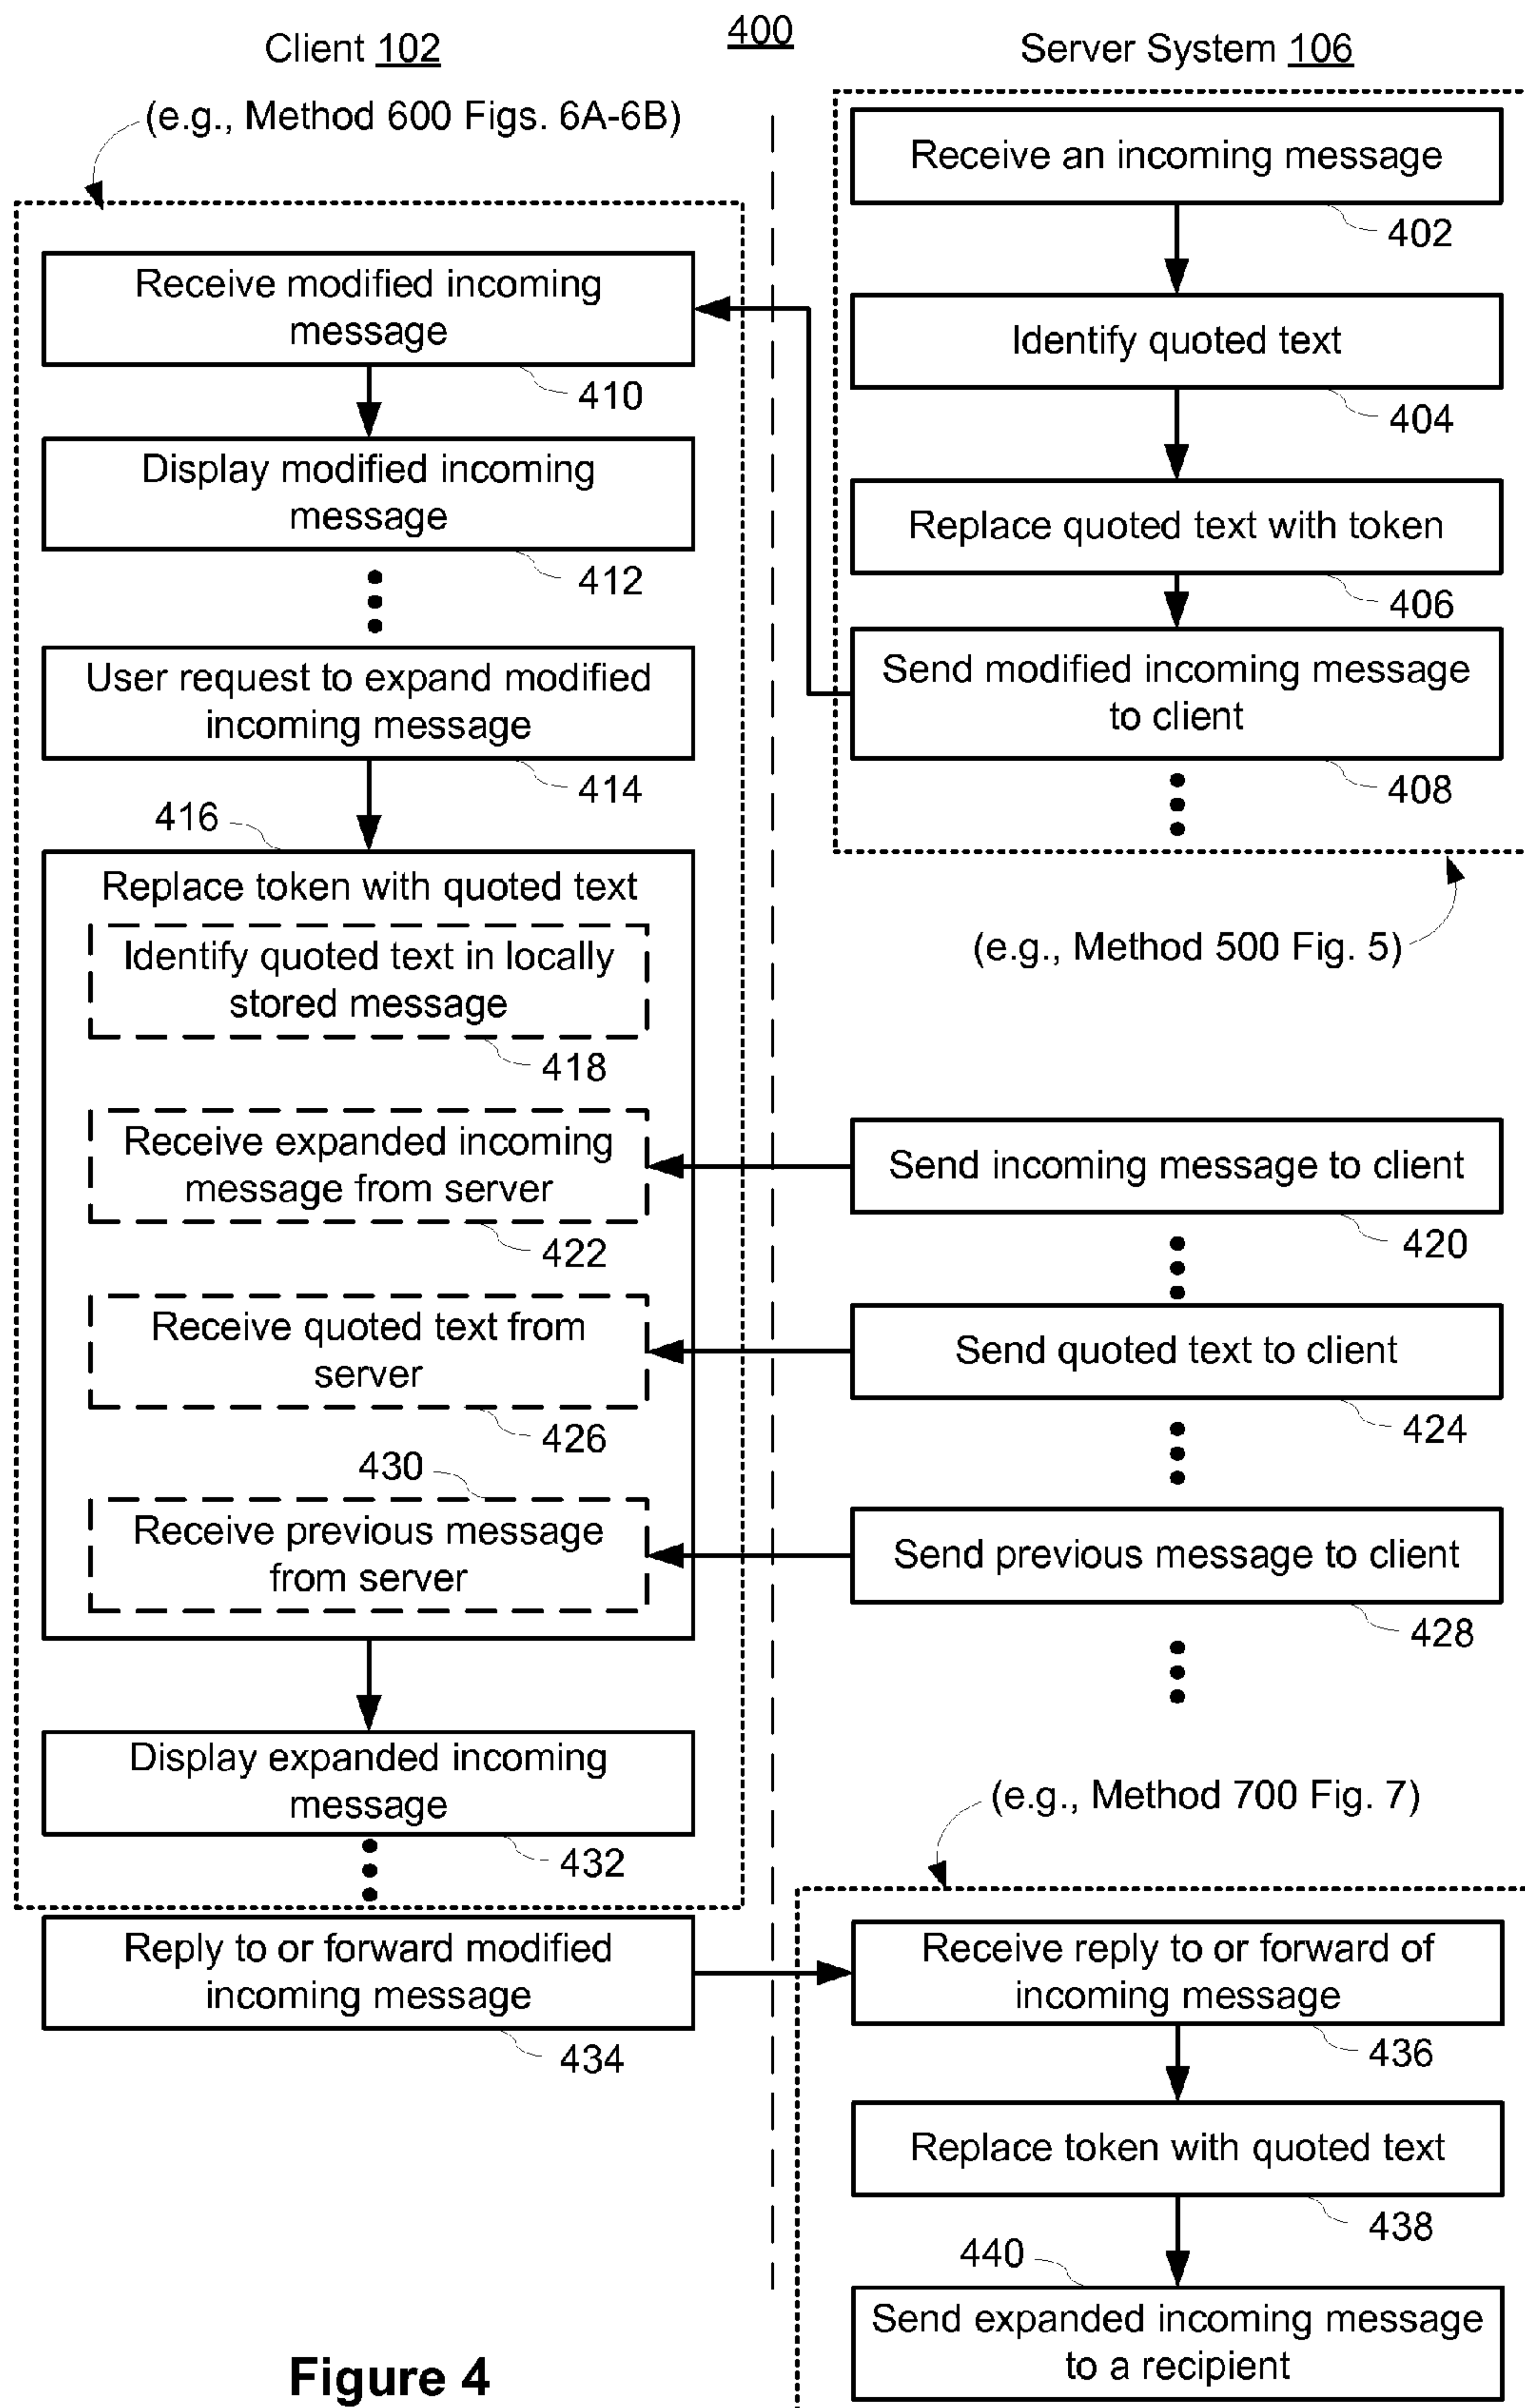 400
Client 102
(e.g., Method 600 Figs. 6A-6B)
Receive modified incoming
message
410
Display modified incoming
message
412
User request to expand modified
incoming message
414
416
Replace token with quoted text
Identify quoted text in locally
stored message
418
Receive expanded incoming
message from server
422
Receive quoted text from
server
426
430
Receive previous message
from server
Display expanded incoming
message
432
Reply to or forward modified
incoming message
434
Server System 106
Receive an incoming message
402
Identify quoted text
404
Replace quoted text with token
406
Send modified incoming message
to client
408
(e.g., Method 500 Fig. 5)
Send incoming message to client
420
Send quoted text to client
424
Send previous message to client
428
(e.g., Method 700 Fig. 7)
Receive reply to or forward of
incoming message
436
Replace token with quoted text
438
440
Send expanded incoming message
to a recipient
Figure 4